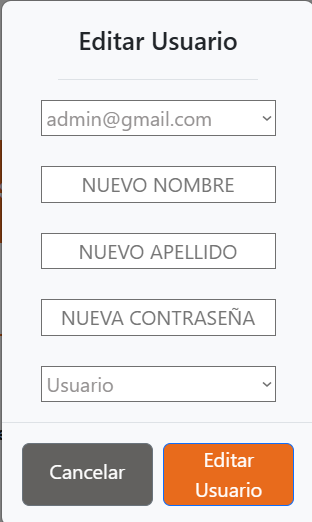 Editar Usuario
admin@gmail.com
NUEVO NOMBRE
NUEVO APELLIDO
NUEVA CONTRASEÑA
Usuario
Cancelar
Editar
Usuario